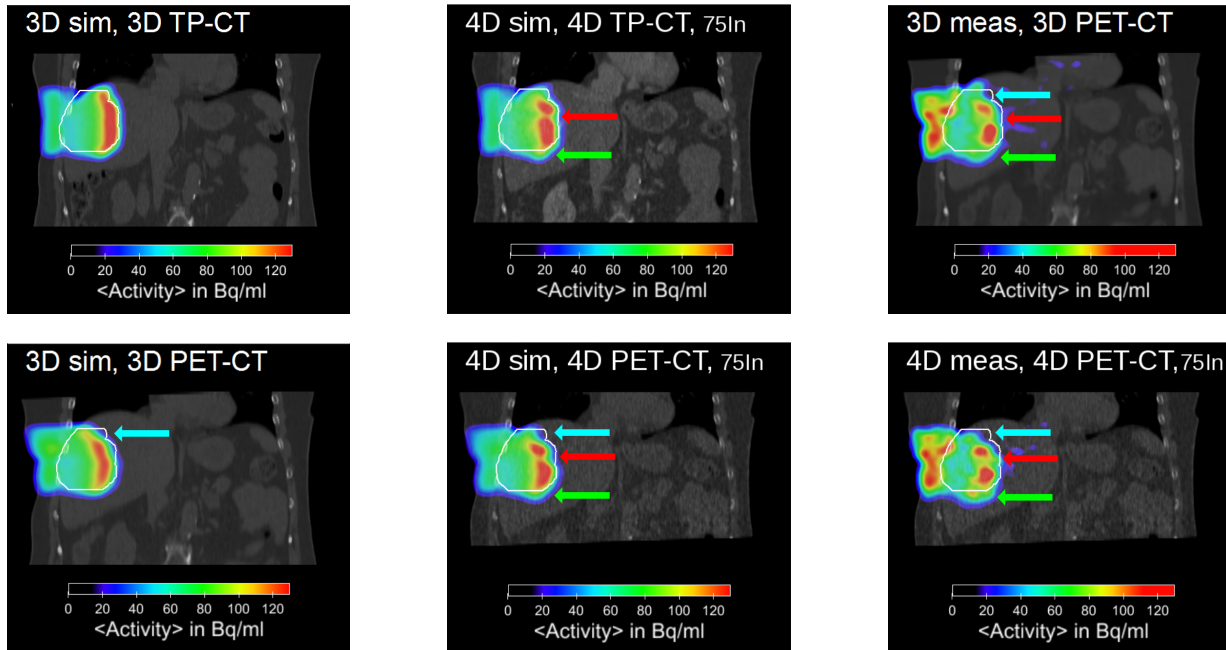 3D sim, 3D TP-CT
0 20 40 60 80 100 120
<Activity> in Bq/ml
4D sim, 4D TP-CT, 75In
0 20 40 60 80 100 120
<Activity> in Bq/ml
3D meas, 3D PET-CT
0 20 40 60 80 100 120
<Activity> in Bq/ml
3D sim, 3D PET-CT
0 20 40 60 80 100 120
<Activity> in Bq/ml
4D sim, 4D PET-CT, 75In
0 20 40 60 80 100 120
<Activity> in Bq/ml
4D meas, 4D PET-CT,75In
0 20 40 60 80 100 120
<Activity> in Bq/ml